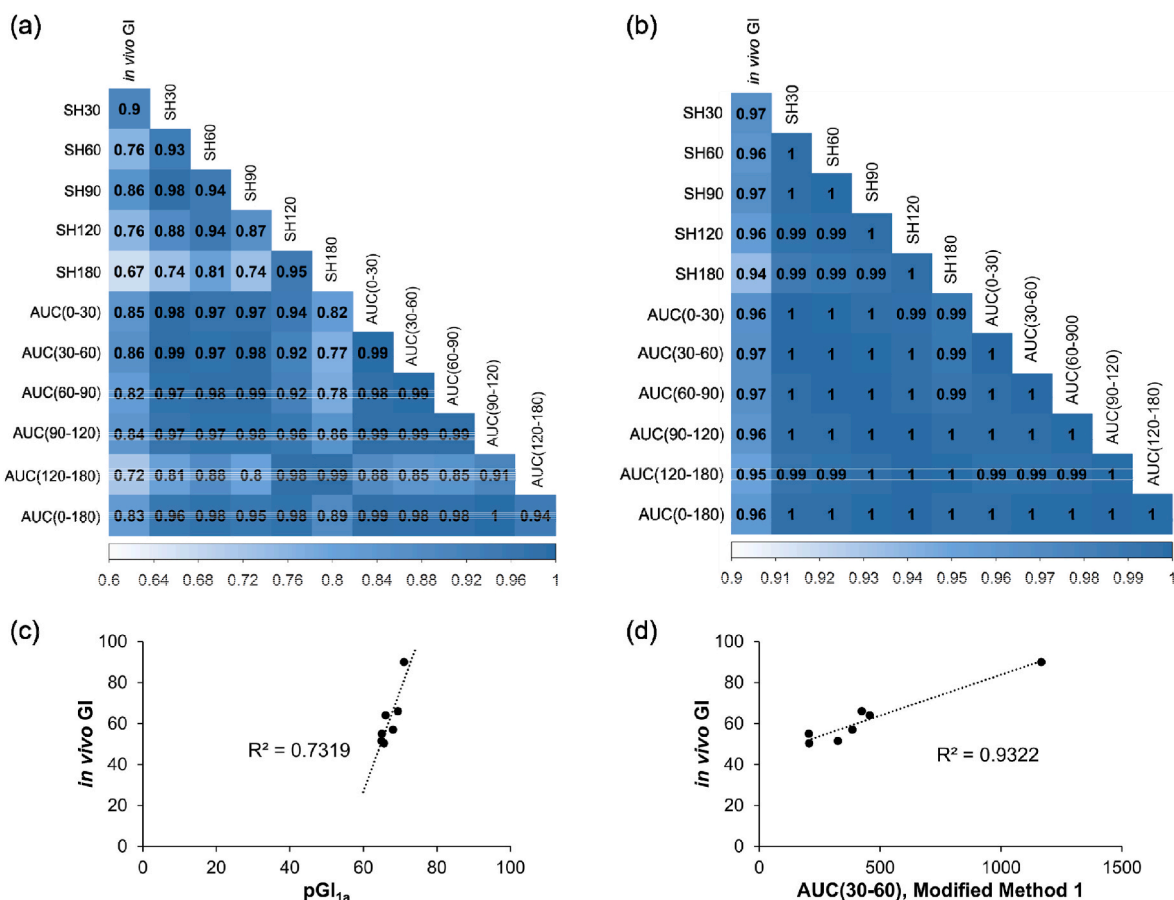 (a)
in vivo GI
SH30 0.9 SH30
SH60 0.76 0.93 SH60
SH90 0.86 0.98 0.94 SH90
SH120 0.76 0.88 0.94 0.87 SH120
SH180 0.67 0.74 0.81 0.74 0.95 SH180
AUC(0-30) 0.85 0.98 0.97 0.97 0.94 0.82 AUC(0-30)
AUC(30-60) 0.86 0.99 0.97 0.98 0.92 0.77 0.99 AUC(30-60)
AUC(60-90) 0.82 0.97 0.98 0.99 0.92 0.78 0.98 0.99 AUC(60-90)
AUC(90-120) 0.84 0.97 0.97 0.98 0.96 0.86 0.99 0.99 0.99 AUC(90-120)
AUC(120-180) 0.72 0.81 0.88 0.8 0.98 0.99 0.88 0.85 0.85 0.91 AUC(120-180)
AUC(0-180) 0.83 0.96 0.98 0.95 0.98 0.89 0.99 0.98 0.98 1 0.94
0.6 0.64 0.68 0.72 0.76 0.8 0.84 0.88 0.92 0.96 1
(b)
in vivo GI
SH30 0.97 SH30
SH60 0.96 1 SH60
SH90 0.97 1 1 SH90
SH120 0.96 0.99 0.99 1 SH120
SH180 0.94 0.99 0.99 0.99 1 SH180
AUC(0-30) 0.96 1 1 1 0.99 0.99 AUC(0-30)
AUC(30-60) 0.97 1 1 1 1 0.99 1 AUC(30-60)
AUC(60-90) 0.97 1 1 1 1 0.99 1 1 AUC(60-900)
AUC(90-120) 0.96 1 1 1 1 1 1 1 1 AUC(90-120)
AUC(120-180) 0.95 0.99 0.99 1 1 1 0.99 0.99 0.99 1 AUC(120-180)
AUC(0-180) 0.96 1 1 1 1 1 1 1 1 1 1
0.9 0.91 0.92 0.93 0.94 0.95 0.96 0.97 0.98 0.99 1
(c)
in vivo GI
100
80
60
40
20
0
R² = 0.7319
0 20 40 60 80 100
pGI1a
(d)
in vivo GI
100
80
60
40
20
0
R² = 0.9322
0 500 1000 1500
AUC(30-60), Modified Method 1